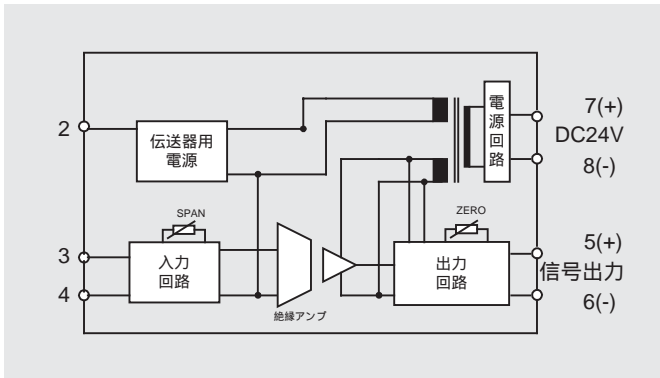 2
伝送器用
電源
電
源
回
路
7(+)
DC24V
8(-)
SPAN
3
4
入力
回路
絶縁アンプ
ZERO
出力
回路
5(+)
信号出力
6(-)